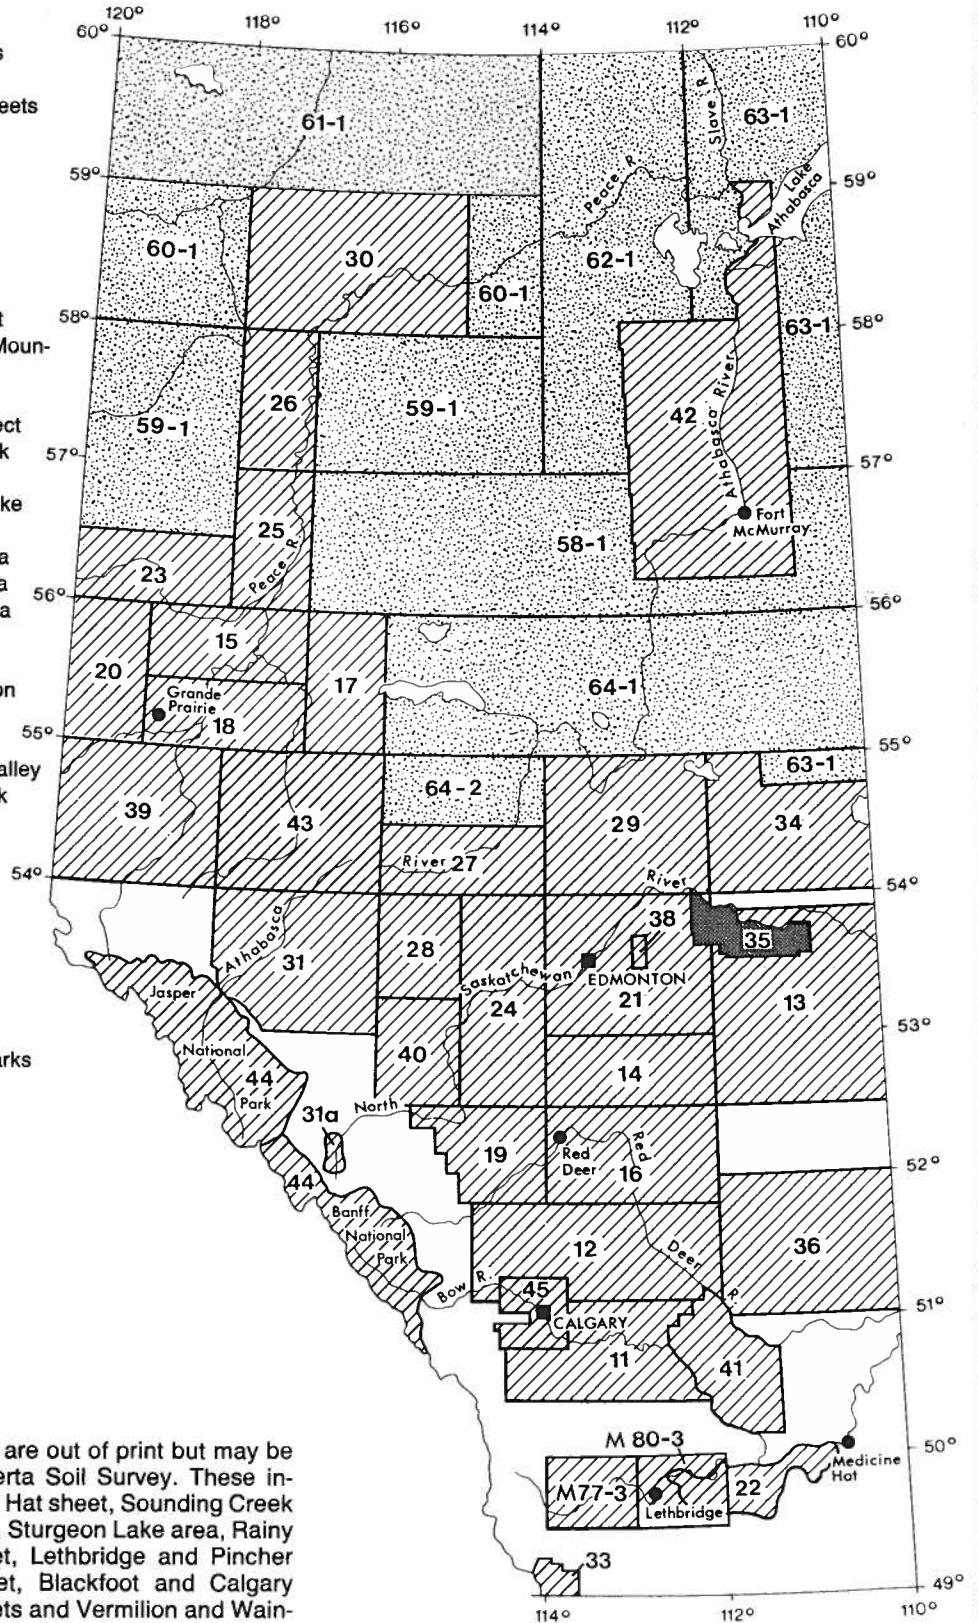 120°
118°
116°
114°
112°
110°
60°
60°
s
eets
61-1
63-1
Slave R.
59°
59°
Peace R.
Lake
Athabasca
60-1
30
62-1
60-1
t
Moun-
58°
63-1
58°
26
59-1
59-1
42
Athabasca River
ect
k
57°
57°
ke
25
58-1
Fort
McMurray
a
a
a
23
Peace R.
56°
56°
15
20
17
64-1
on
Grande
Prairie
18
55°
55°
alley
k
63-1
64-2
39
43
29
34
River 27
54°
54°
River
38
35
Athabasca
31
28
Saskatchewan
EDMONTON
24
21
13
Jasper
53°
National
arks
44
40
14
Park
31a
North
Red
Deer
Red
19
16
52°
44
Banff
National
Park
12
Deer R.
36
Bow R.
45
51°
CALGARY
11
41
are out of print but may be
erta Soil Survey. These in-
Hat sheet, Sounding Creek
Sturgeon Lake area, Rainy
et, Lethbridge and Pincher
et, Blackfoot and Calgary
ets and Vermilion and Wain-
M 80-3
50°
Medicine
Hat
M77-3
22
Lethbridge
33
49°
114°
112°
110°